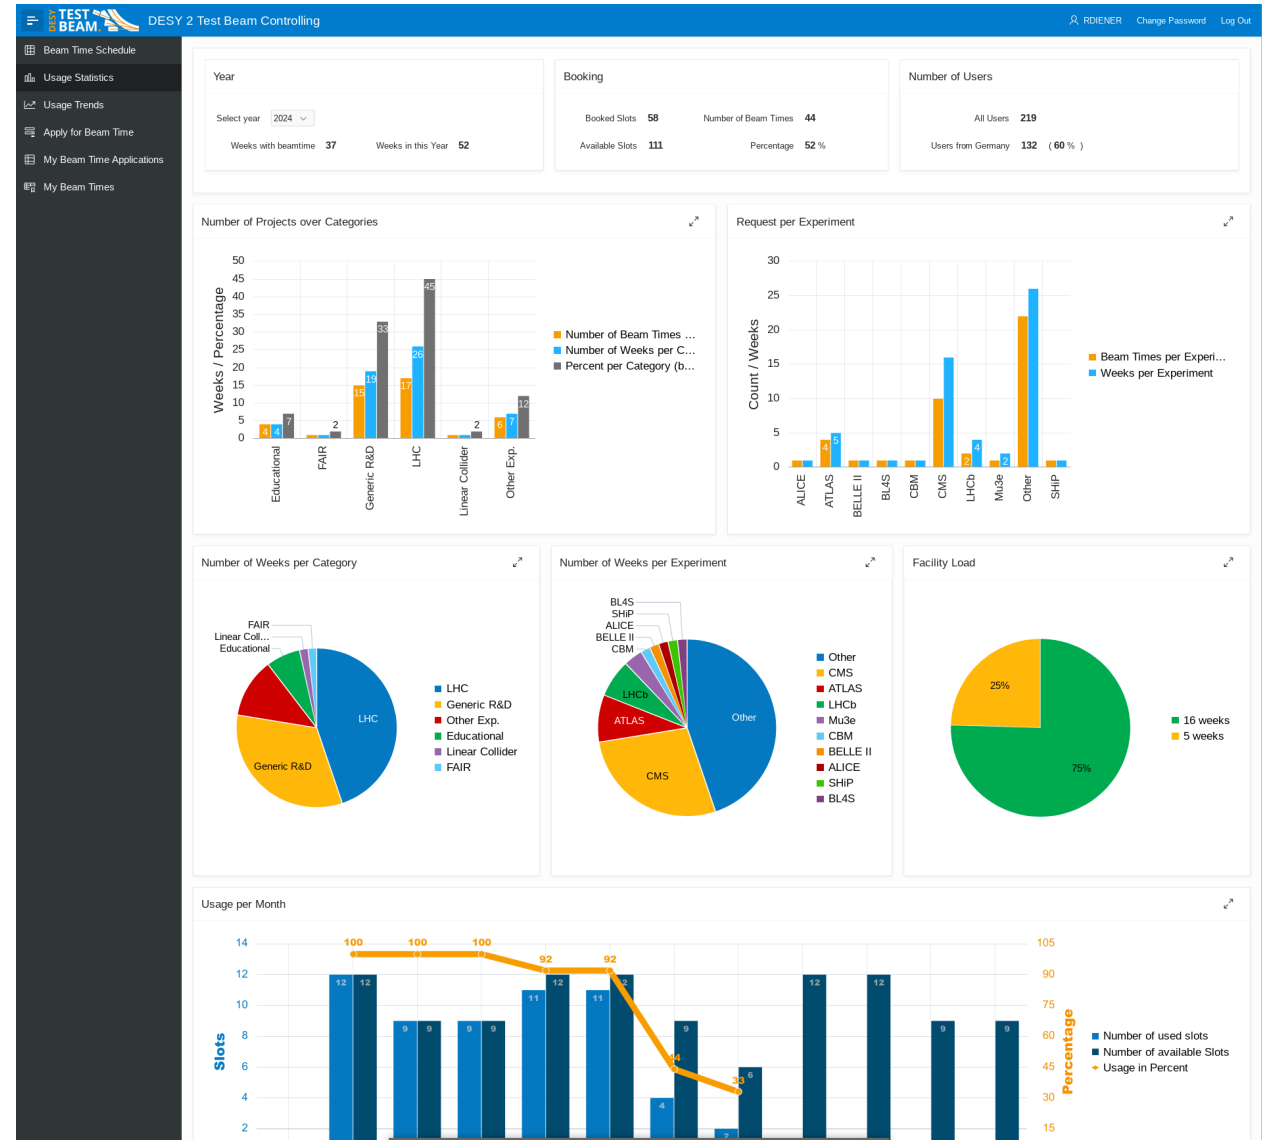 DESY TEST BEAM. DESY 2 Test Beam Controlling RDIENER Change Password Log Out
Beam Time Schedule
Usage Statistics
Usage Trends
Apply for Beam Time
My Beam Time Applications
My Beam Times
Year
Select year 2024
Weeks with beamtime 37 Weeks in this Year 52
Booking
Booked Slots 58 Number of Beam Times 44
Available Slots 111 Percentage 52 %
Number of Users
All Users 219
Users from Germany 132 ( 60 % )
Number of Projects over Categories
50
45
40
35
30
25
20
15
10
5
0
Weeks / Percentage
4 4 7
2
15 19 33
17 26 45
2
6 7 12
Educational
FAIR
Generic R&D
LHC
Linear Collider
Other Exp.
Number of Beam Times ...
Number of Weeks per C...
Percent per Category (b...
Request per Experiment
30
25
20
15
10
5
0
Count / Weeks
4 5
2 4
2
ALICE
ATLAS
BELLE II
BL4S
CBM
CMS
LHCb
Mu3e
Other
SHiP
Beam Times per Experi...
Weeks per Experiment
Number of Weeks per Category
FAIR
Linear Coll...
Educational
LHC
Generic R&D
LHC
Generic R&D
Other Exp.
Educational
Linear Collider
FAIR
Number of Weeks per Experiment
BL4S
SHiP
ALICE
BELLE II
CBM
LHCb
ATLAS
Other
CMS
Other
CMS
ATLAS
LHCb
Mu3e
CBM
BELLE II
ALICE
SHiP
BL4S
Facility Load
25%
75%
16 weeks
5 weeks
Usage per Month
14
12
10
8
6
4
2
Slots
100 100 100 92 92 44 33
12 12 9 9 9 9 11 12 11 12 4 9 2 6 12 12 9 9
105
90
75
60
45
30
15
Percentage
Number of used slots
Number of available Slots
Usage in Percent